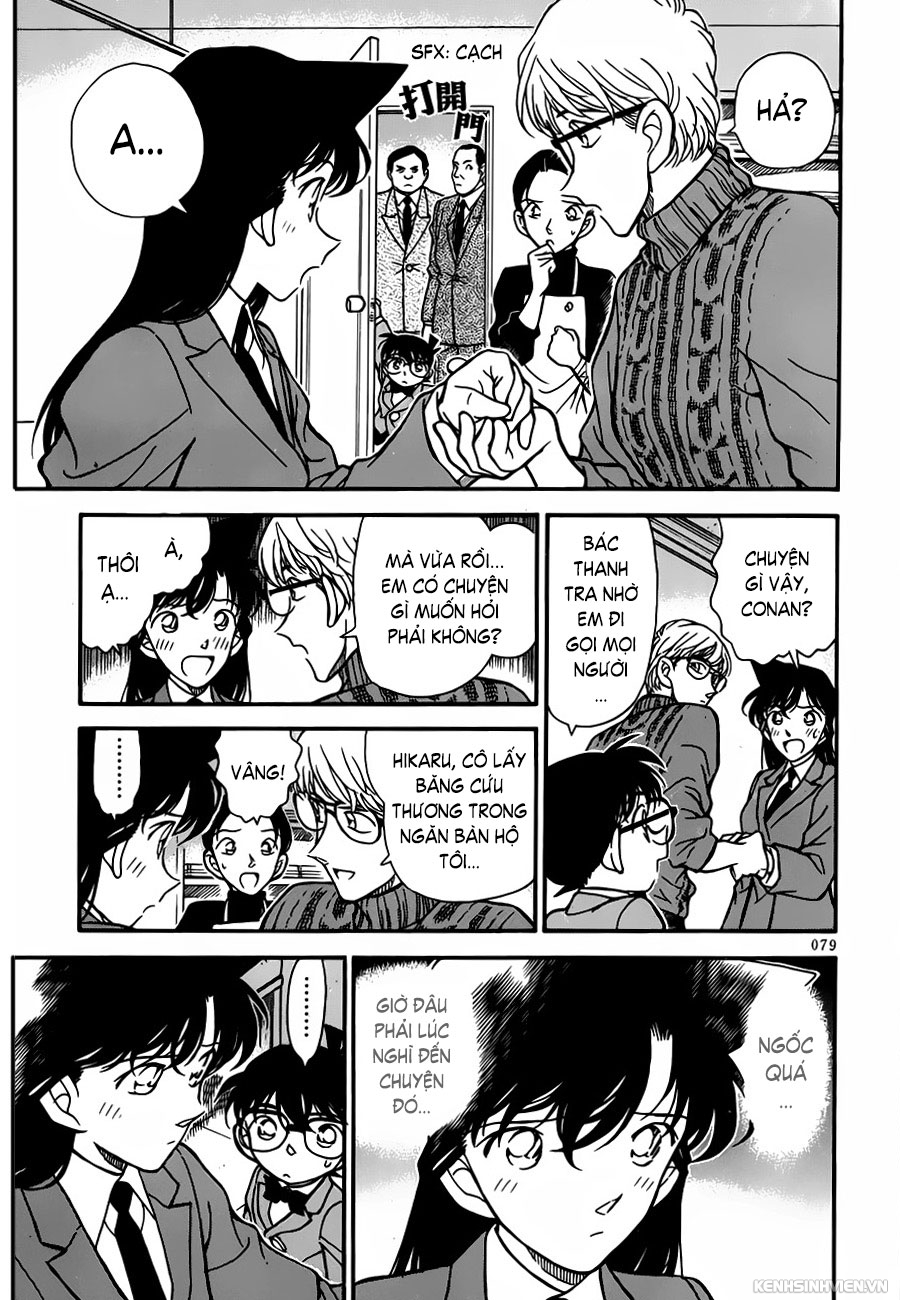 HẢ?
SFX: CẠCH
打開
門
A...
CHUYỆN
GÌ VẬY,
CONAN?
BÁC
THANH
TRA NHỜ
EM ĐI
GỌI MỌI
NGƯỜI
...
MÀ VỪA RỒI...
EM CÓ CHUYỆN
GÌ MUỐN HỎI
PHẢI KHÔNG?
À,
THÔI
Ạ...
HIKARU, CÔ LẤY
BĂNG CỨU
THƯƠNG TRONG
NGĂN BÀN HỘ
TÔI...
VÂNG!
.........
079
NGỐC
QUÁ
...
GIỜ ĐÂU
PHẢI LÚC
NGHĨ ĐẾN
CHUYỆN
ĐÓ...
.........
KENHSINHVIEN.VN